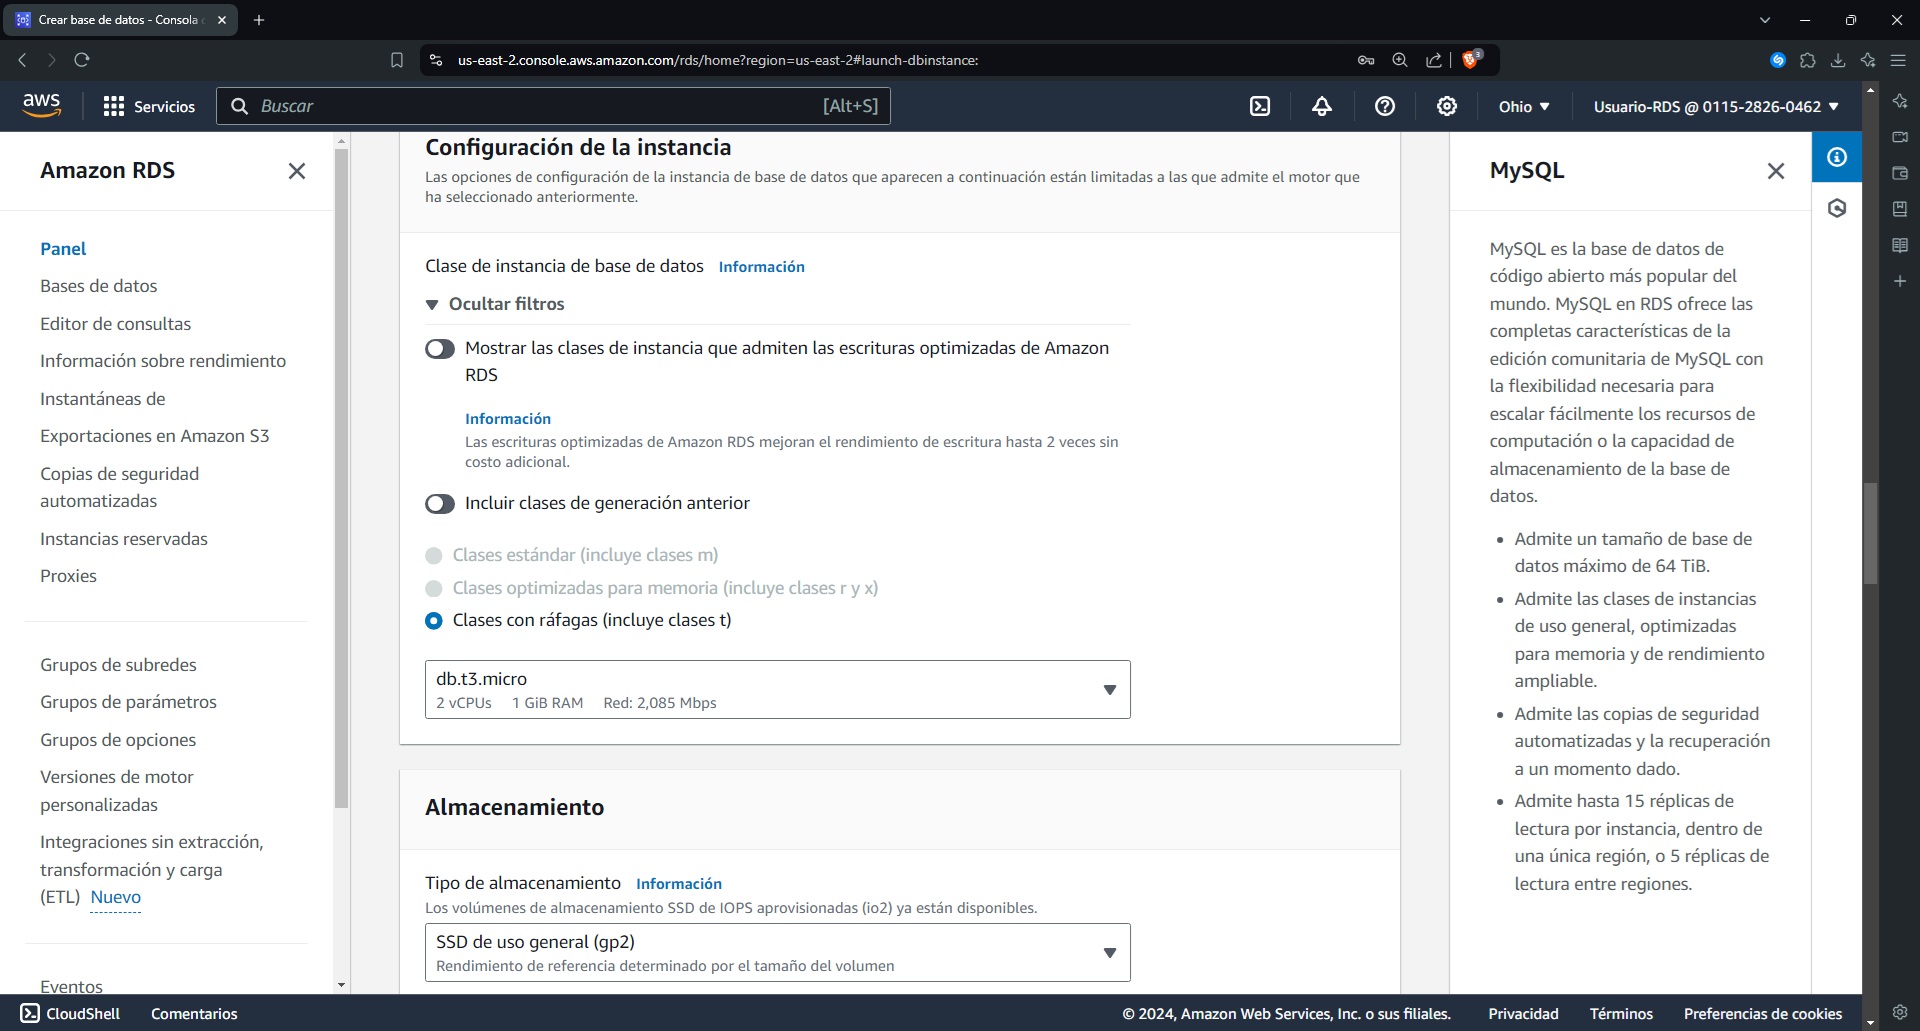 Crear base de datos - Consola
us-east-2.console.aws.amazon.com/rds/home?region=us-east-2#launch-dbinstance:
3
aws
Servicios
Buscar
[Alt+S]
Ohio
Usuario-RDS @ 0115-2826-0462
Amazon RDS
Panel
Bases de datos
Editor de consultas
Información sobre rendimiento
Instantáneas de
Exportaciones en Amazon S3
Copias de seguridad
automatizadas
Instancias reservadas
Proxies
Grupos de subredes
Grupos de parámetros
Grupos de opciones
Versiones de motor
personalizadas
Integraciones sin extracción,
transformación y carga
(ETL) Nuevo
Eventos
Configuración de la instancia
Las opciones de configuración de la instancia de base de datos que aparecen a continuación están limitadas a las que admite el motor que
ha seleccionado anteriormente.
Clase de instancia de base de datos Información
Ocultar filtros
Mostrar las clases de instancia que admiten las escrituras optimizadas de Amazon
RDS
Información
Las escrituras optimizadas de Amazon RDS mejoran el rendimiento de escritura hasta 2 veces sin
costo adicional.
Incluir clases de generación anterior
Clases estándar (incluye clases m)
Clases optimizadas para memoria (incluye clases r y x)
Clases con ráfagas (incluye clases t)
db.t3.micro
2 vCPUs 1 GiB RAM Red: 2,085 Mbps
Almacenamiento
Tipo de almacenamiento Información
Los volúmenes de almacenamiento SSD de IOPS aprovisionadas (io2) ya están disponibles.
SSD de uso general (gp2)
Rendimiento de referencia determinado por el tamaño del volumen
MySQL
MySQL es la base de datos de
código abierto más popular del
mundo. MySQL en RDS ofrece las
completas características de la
edición comunitaria de MySQL con
la flexibilidad necesaria para
escalar fácilmente los recursos de
computación o la capacidad de
almacenamiento de la base de
datos.
• Admite un tamaño de base de
datos máximo de 64 TiB.
• Admite las clases de instancias
de uso general, optimizadas
para memoria y de rendimiento
ampliable.
• Admite las copias de seguridad
automatizadas y la recuperación
a un momento dado.
• Admite hasta 15 réplicas de
lectura por instancia, dentro de
una única región, o 5 réplicas de
lectura entre regiones.
CloudShell
Comentarios
© 2024, Amazon Web Services, Inc. o sus filiales.
Privacidad
Términos
Preferencias de cookies